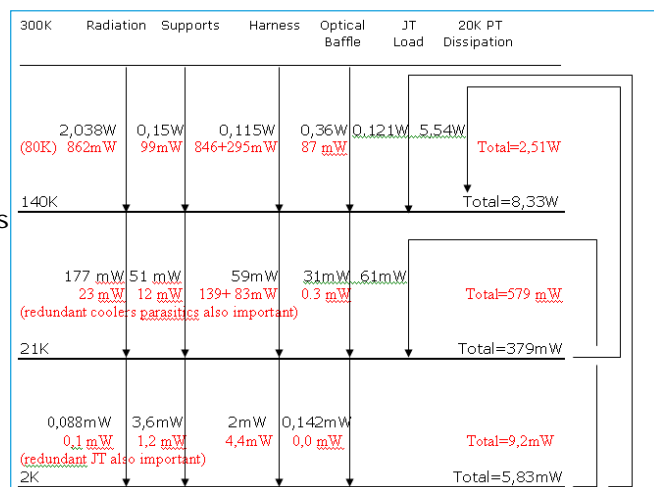 300K Radiation Supports Harness Optical Baffle JT Load 20K PT Dissipation
2,038W 0,15W 0,115W 0,36W 0,121W 5,54W
(80K) 862mW 99mW 846+295mW 87 mW Total=2,51W
140K Total=8,33W
s
177 mW 51 mW 59mW 31mW 61mW
23 mW 12 mW 139+ 83mW 0.3 mW Total=579 mW
(redundant coolers parasitics also important)
21K Total=379mW
0,088mW 3,6mW 2mW 0,142mW
0,1 mW 1,2 mW 4,4mW 0,0 mW Total=9,2mW
(redundant JT also important)
2K Total=5,83mW